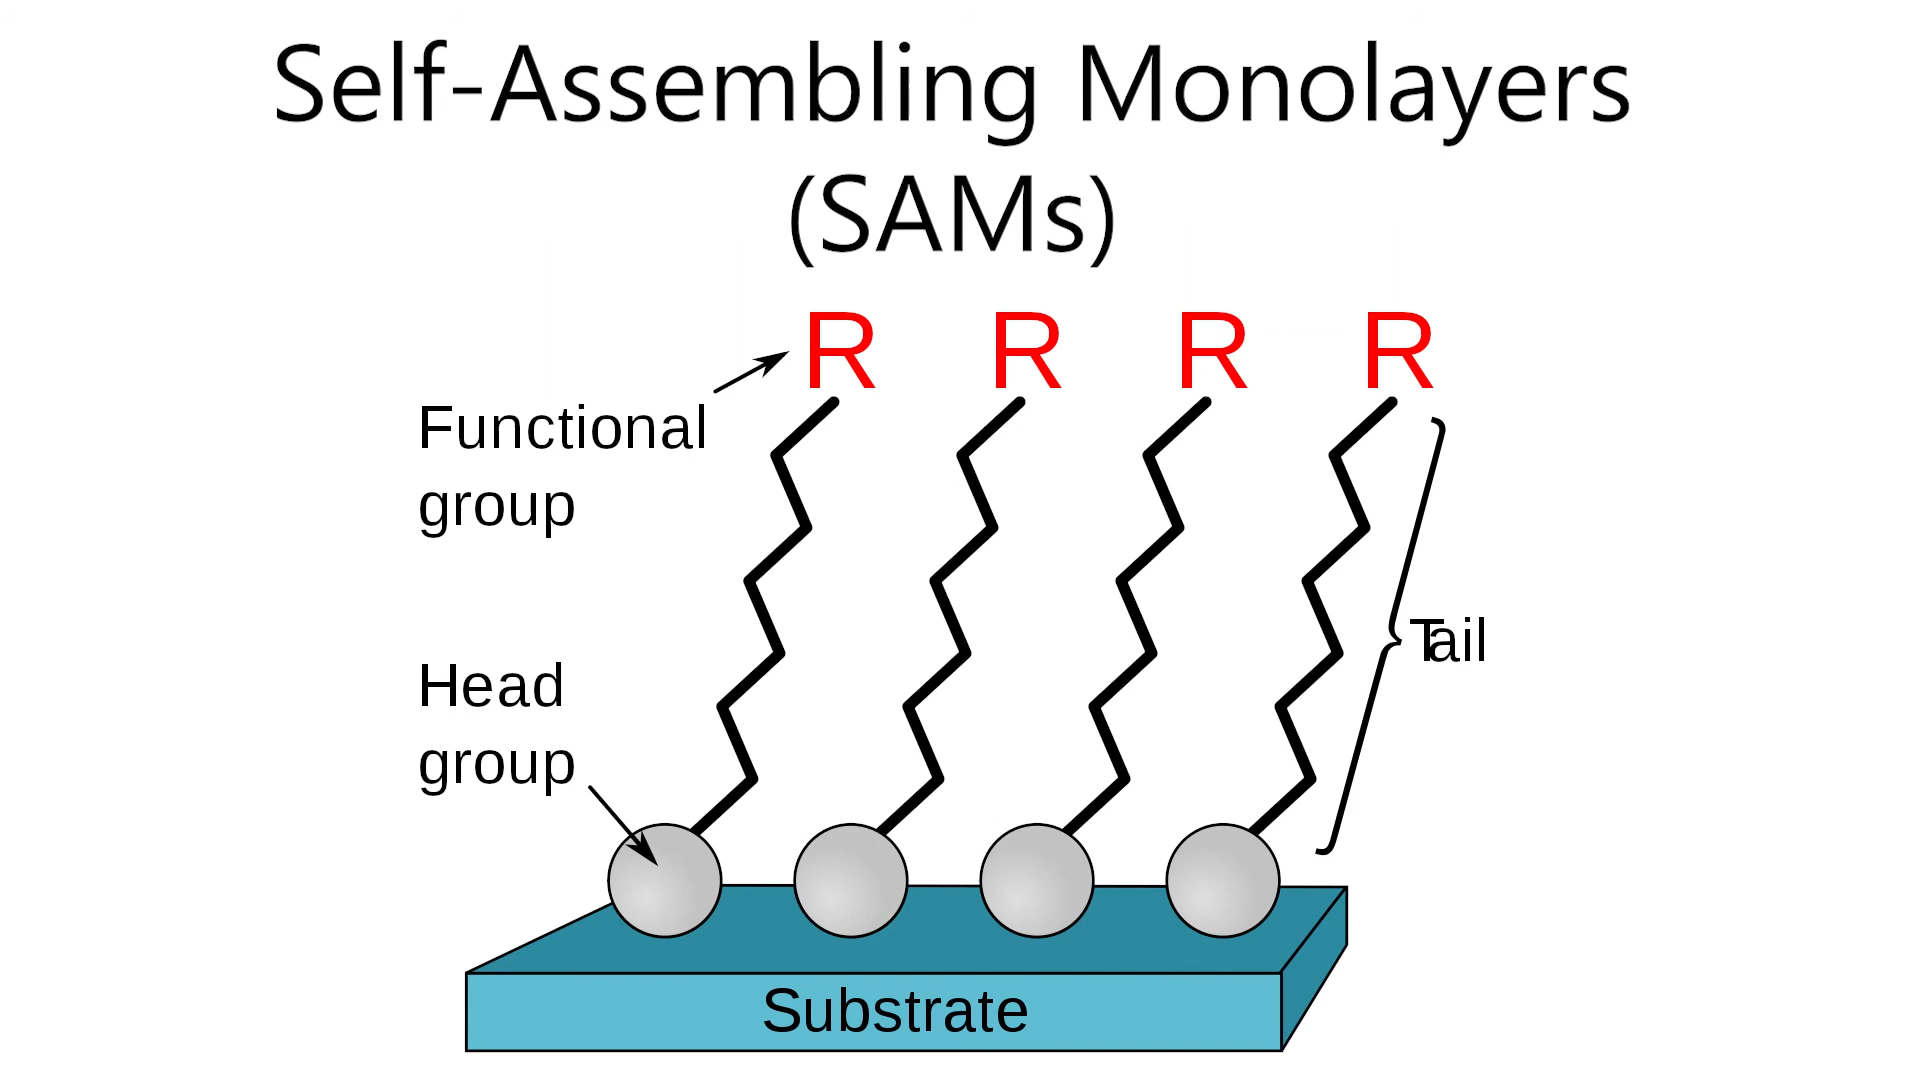 Self-Assembling Monolayers
(SAMs)
R R R R
Functional
group
Tail
Head
group
Substrate